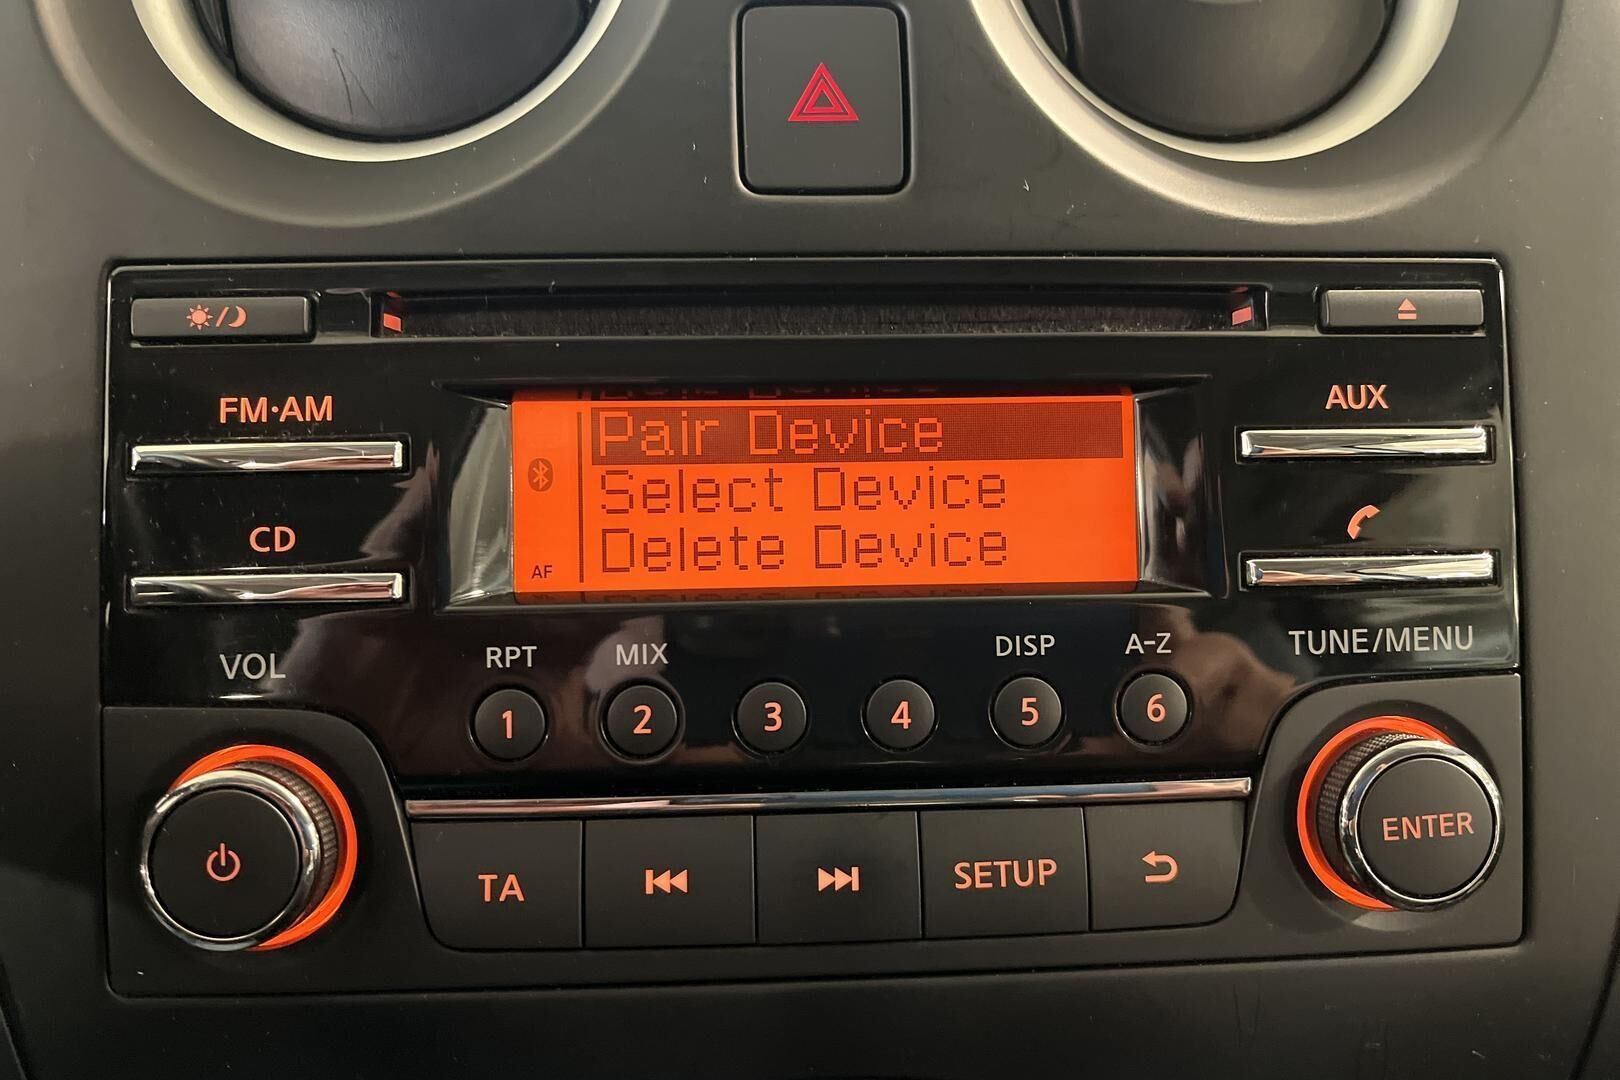 FM·AM
AUX
Pair Device
Select Device
Delete Device
AF
CD
VOL
RPT
MIX
DISP
A-Z
TUNE/MENU
1
2
3
4
5
6
TA
SETUP
ENTER